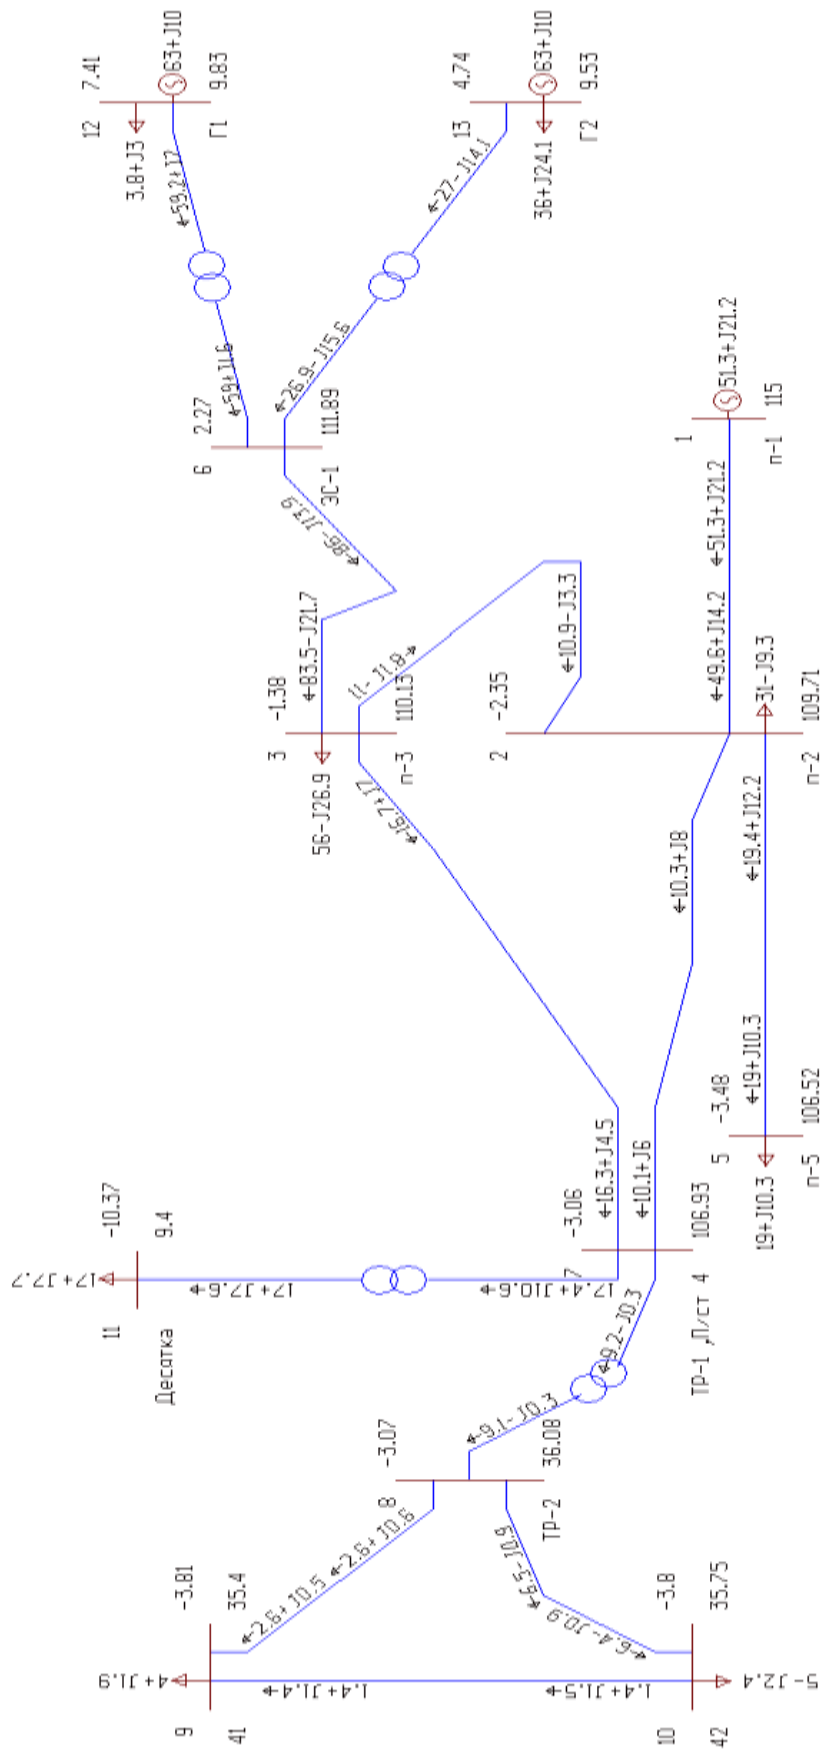 12 7.41
3.8+J3
63+J10
Г1 9.83
←59.2+J7
←59+J1.6
13 4.74
36+J24.1
63+J10
Г2 9.53
←27-J14.1
←26.9-J15.6
6 2.27
ЭС-1 111.89
←86-J13.9
←83.5-J21.7
3 -1.38
56-J26.9
п-3 110.13
11-J1.8→
←10.9-J3.3
←16.7+J7
←16.3+J4.5
1
51.3+J21.2
п-1 115
←51.3+J21.2
←49.6+J14.2
2 -2.35
31-J9.3
п-2 109.71
←10.3+J8
←10.1+J6
←19.4+J12.2
←19+J10.3
5 -3.48
19+J10.3
п-5 106.52
7 -3.06
ТР-1 ,П/ст 4 106.93
17.4+J10.6→
17+J7.6→
11 -10.37
17+J7.7
Десятка 9.4
←9.2-J0.3
←9.1-J0.3
8 -3.07
ТР-2 36.08
←2.6+J0.6
←2.6+J0.5
←6.5-J0.9
←6.4-J0.9
9 -3.81
4+J1.9
41 35.4
1.4+J1.4→
1.4+J1.5→
10 -3.8
5-J2.4
42 35.75